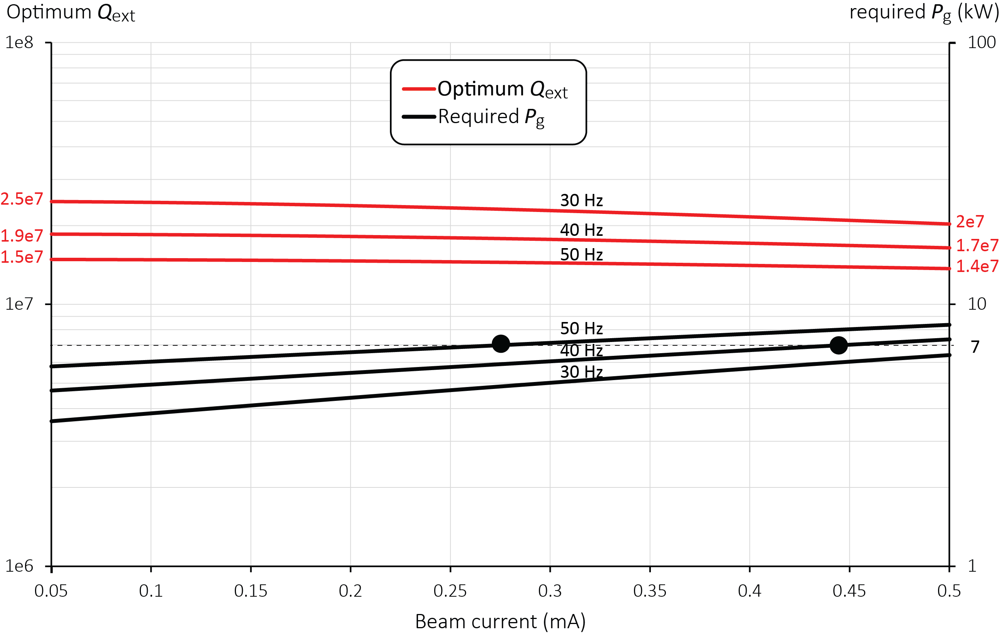 Optimum Qext
required Pg (kW)
1e8
100
Optimum Qext
Required Pg
2.5e7
30 Hz
2e7
1.9e7
40 Hz
1.7e7
1.5e7
50 Hz
1.4e7
1e7
10
50 Hz
40 Hz
7
30 Hz
1e6
1
0.05 0.1 0.15 0.2 0.25 0.3 0.35 0.4 0.45 0.5
Beam current (mA)